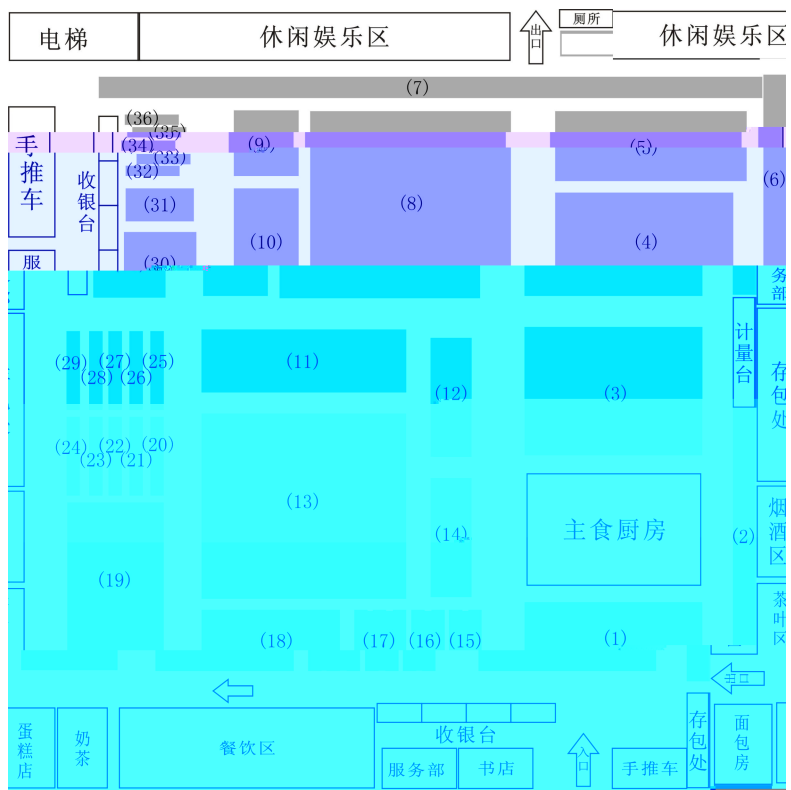 电梯
休闲娱乐区
出口
厕所
休闲娱乐区
(7)
(36)
(35)
(34)
(33)
(32)
(9)
(5)
(6)
手推车
收银台
(31)
(8)
(10)
(4)
(30)
服
务部
计量台
(29)
(28)
(27)
(26)
(25)
(11)
(12)
(3)
存包处
(24)
(23)
(22)
(21)
(20)
(13)
(14)
主食厨房
(2)
烟酒区
(19)
茶叶区
(18)
(17)
(16)
(15)
(1)
出口
蛋糕店
奶茶
餐饮区
收银台
服务部
书店
入口
手推车
存包处
面包房